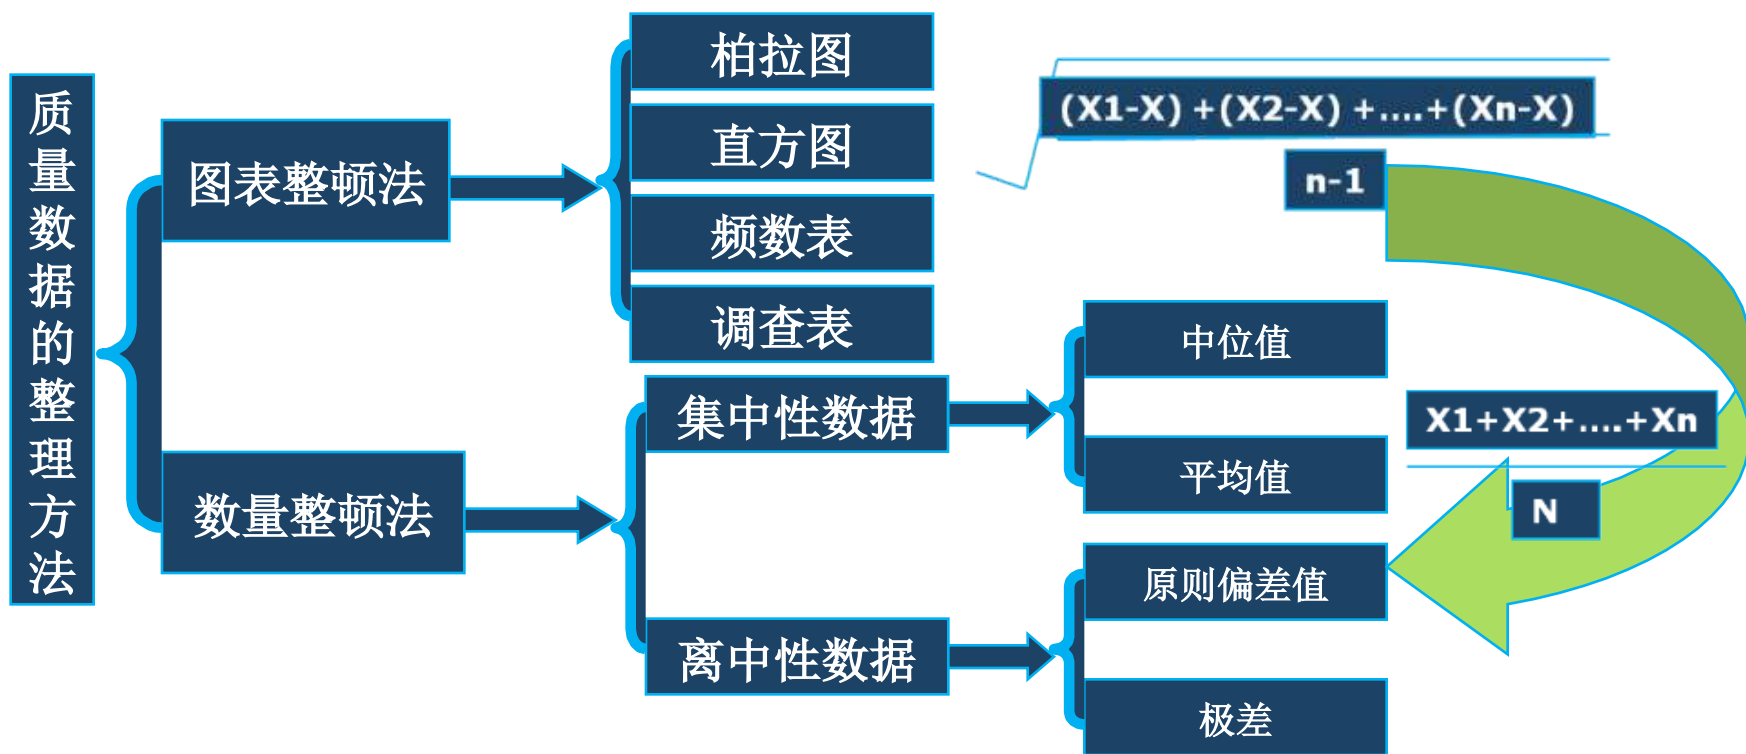 质量数据的整理方法
图表整顿法
数量整顿法
柏拉图
直方图
频数表
调查表
集中性数据
离中性数据
中位值
平均值
原则偏差值
极差
(X1-X) +(X2-X) +....+(Xn-X)
n-1
X1+X2+....+Xn
N